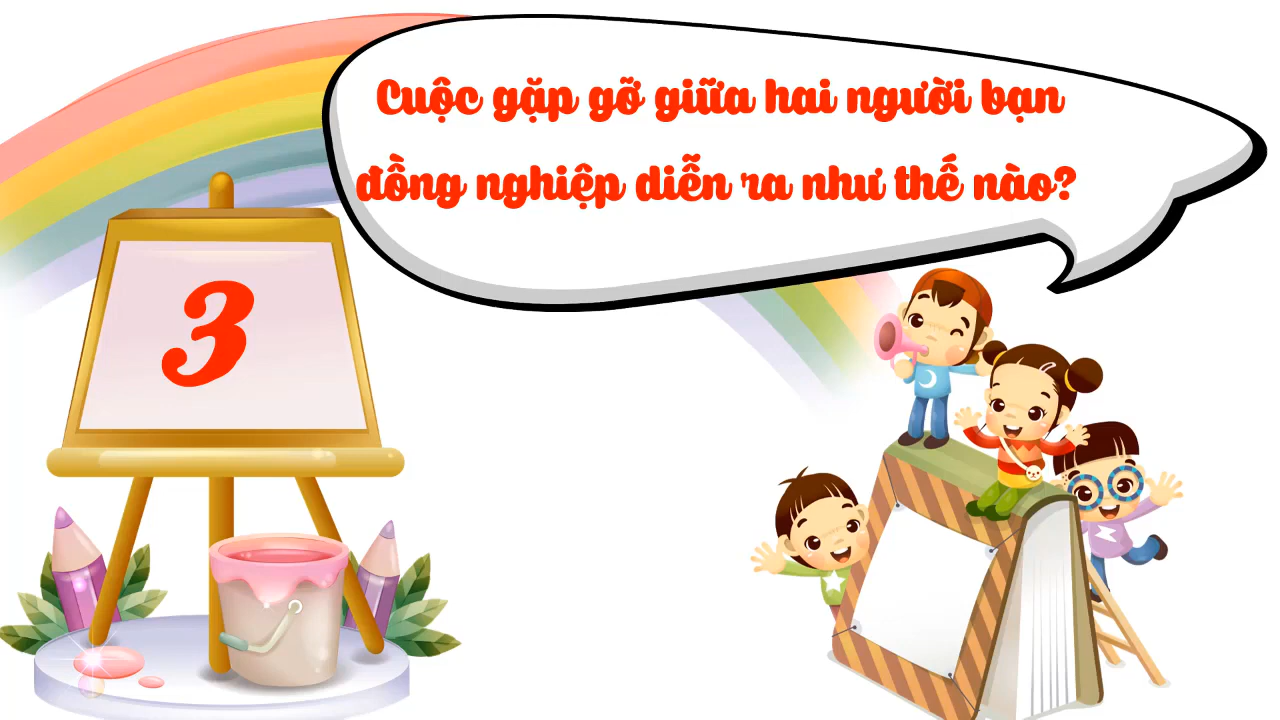 Cuộc gặp gỡ giữa hai người bạn
đồng nghiệp diễn ra như thế nào?
3